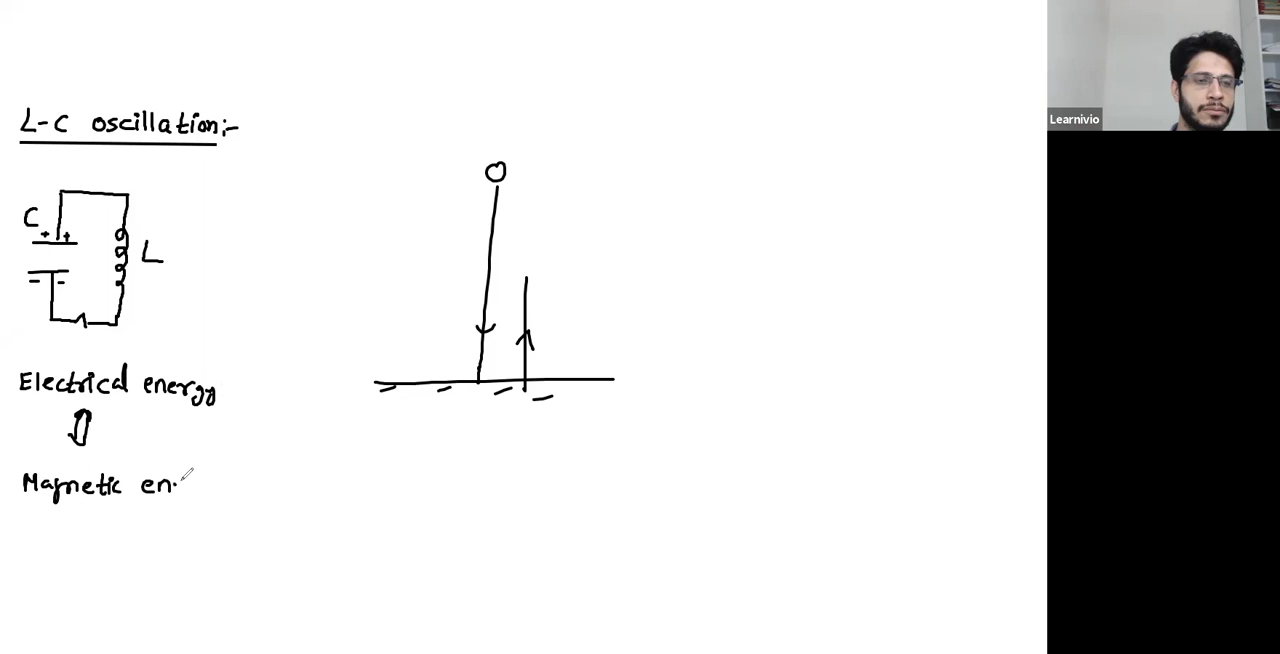 L-C oscillation:-
C
L
Electrical energy
Magnetic en.
Learnivio